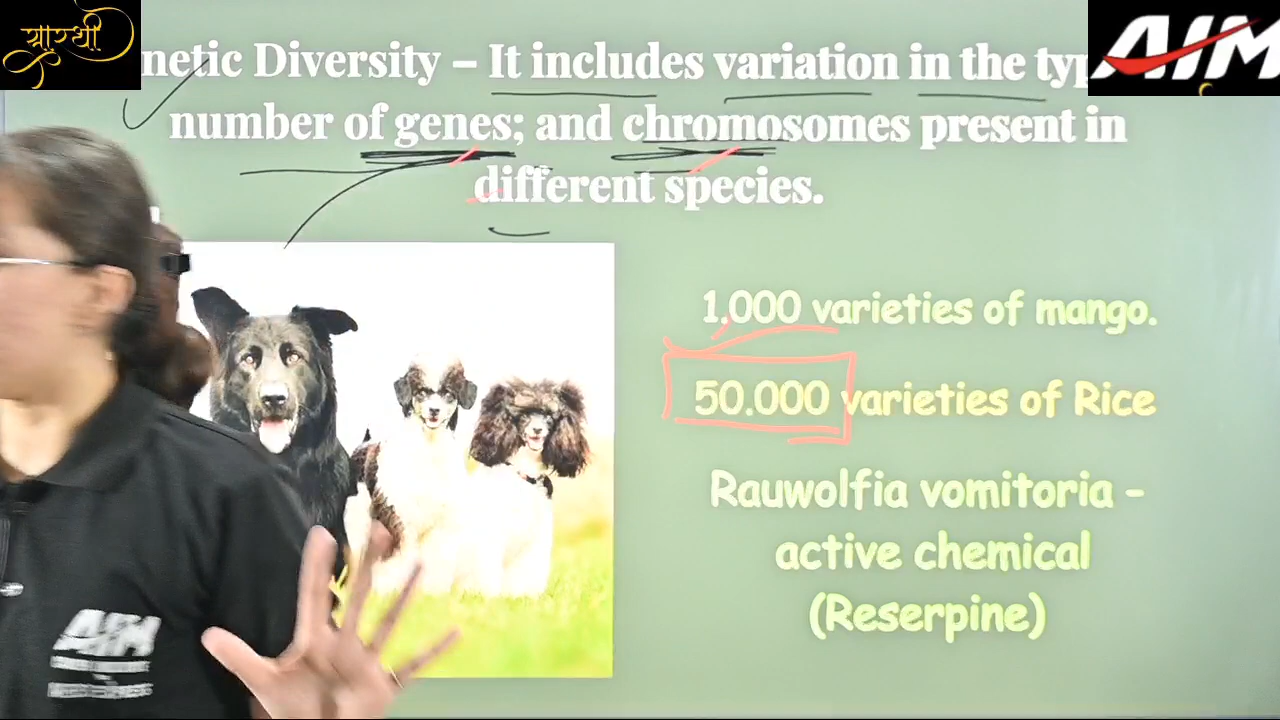 सारथी
AIM
netic Diversity – It includes variation in the typ
number of genes; and chromosomes present in
different species.
1,000 varieties of mango.
50.000 varieties of Rice
Rauwolfia vomitoria -
active chemical
(Reserpine)
AIM